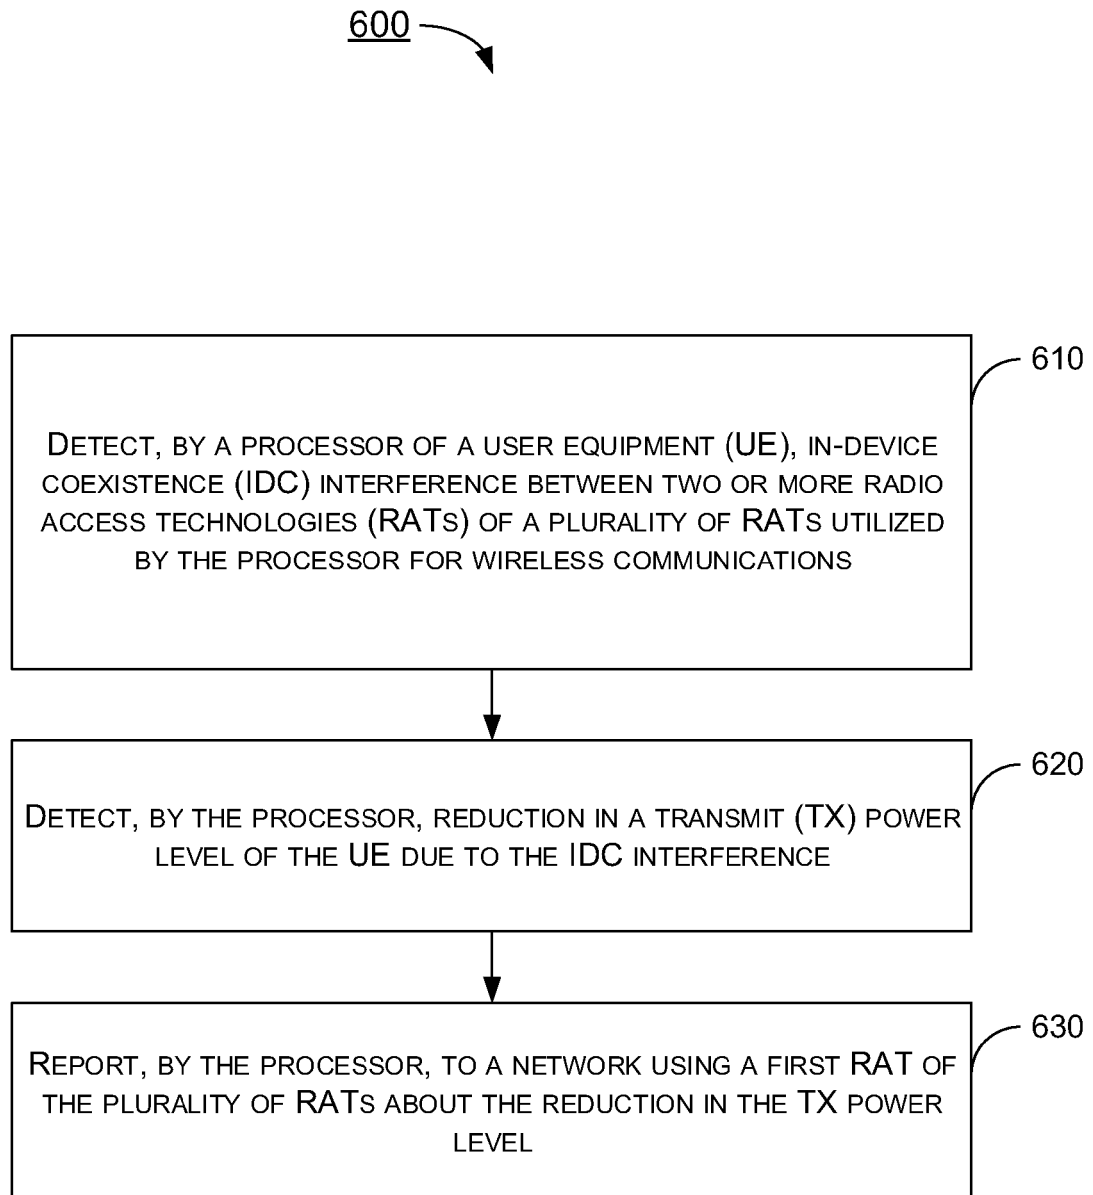 600
610
DETECT, BY A PROCESSOR OF A USER EQUIPMENT (UE), IN-DEVICE
COEXISTENCE (IDC) INTERFERENCE BETWEEN TWO OR MORE RADIO
ACCESS TECHNOLOGIES (RATS) OF A PLURALITY OF RATS UTILIZED
BY THE PROCESSOR FOR WIRELESS COMMUNICATIONS
620
DETECT, BY THE PROCESSOR, REDUCTION IN A TRANSMIT (TX) POWER
LEVEL OF THE UE DUE TO THE IDC INTERFERENCE
630
REPORT, BY THE PROCESSOR, TO A NETWORK USING A FIRST RAT OF
THE PLURALITY OF RATS ABOUT THE REDUCTION IN THE TX POWER
LEVEL